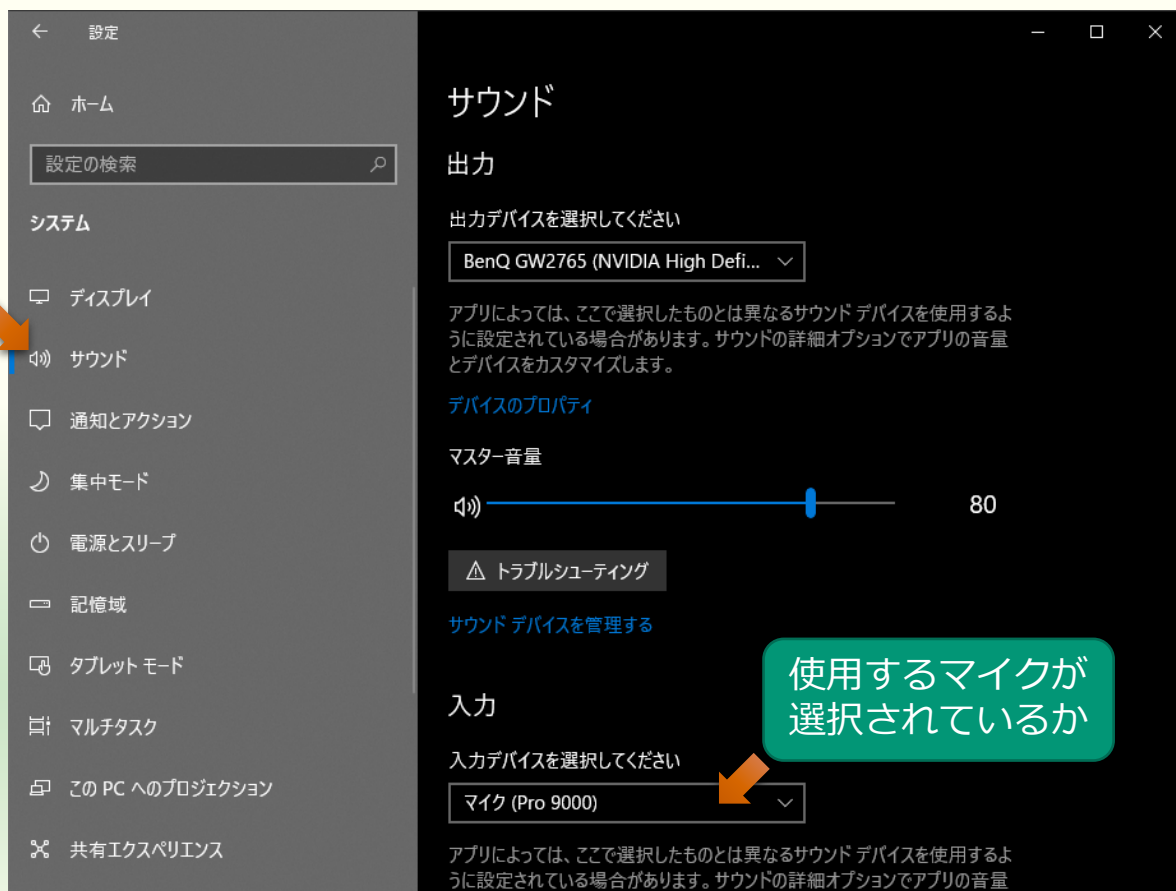 設定
ホーム
設定の検索
システム
ディスプレイ
サウンド
通知とアクション
集中モード
電源とスリープ
記憶域
タブレット モード
マルチタスク
この PC へのプロジェクション
共有エクスペリエンス
サウンド
出力
出力デバイスを選択してください
BenQ GW2765 (NVIDIA High Defi...
アプリによっては、ここで選択したものとは異なるサウンド デバイスを使用するよ
うに設定されている場合があります。サウンドの詳細オプションでアプリの音量
とデバイスをカスタマイズします。
デバイスのプロパティ
マスター音量
80
トラブルシューティング
サウンド デバイスを管理する
入力
使用するマイクが
選択されているか
入力デバイスを選択してください
マイク (Pro 9000)
アプリによっては、ここで選択したものとは異なるサウンド デバイスを使用するよ
うに設定されている場合があります。サウンドの詳細オプションでアプリの音量